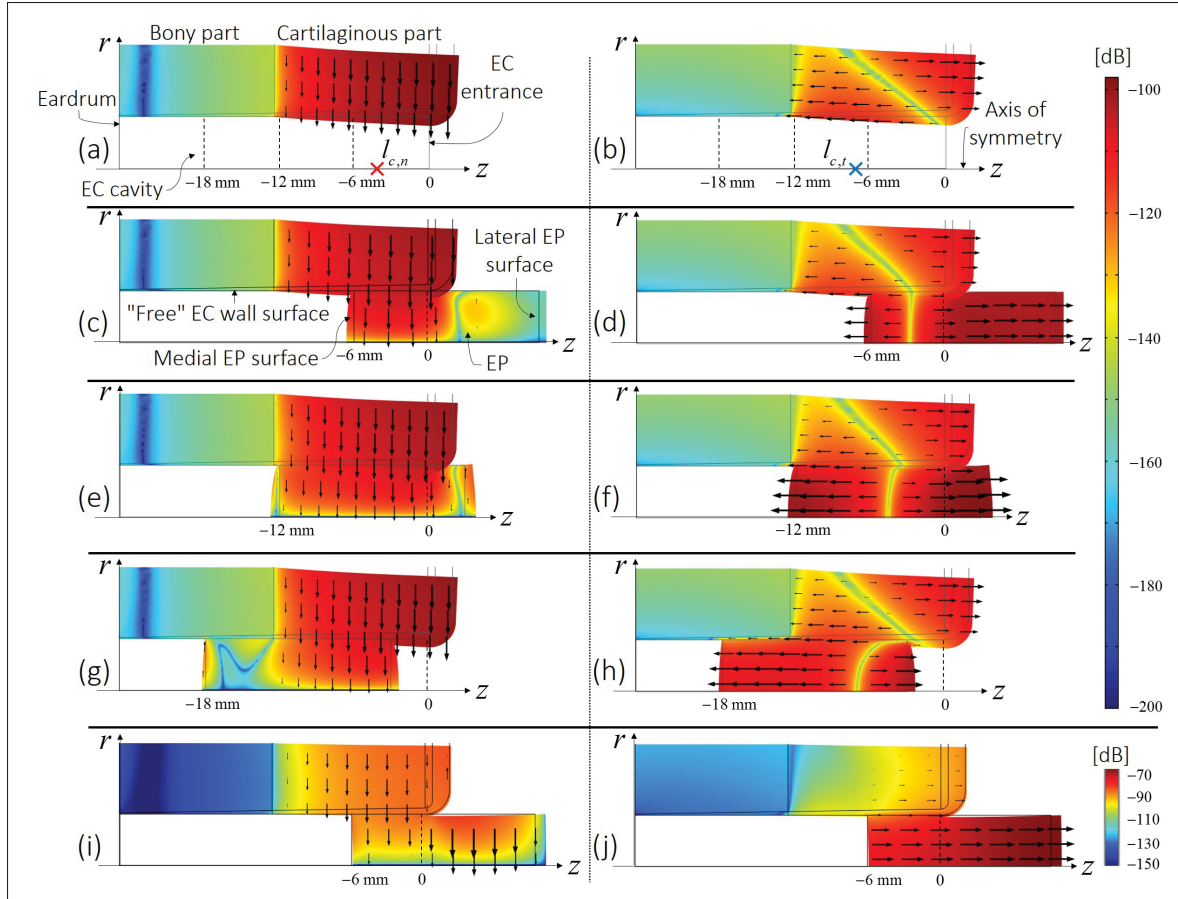 r Bony part Cartilaginous part
EC entrance
Eardrum
(a)
l_{c,n}
z
EC cavity
−18 mm −12 mm −6 mm 0
r
[dB]
Axis of symmetry
(b)
l_{c,t}
z
−18 mm −12 mm −6 mm 0
r
Lateral EP surface
"Free" EC wall surface
(c)
Medial EP surface
EP
−6 mm 0
z
r
(d)
−6 mm 0
z
r
(e)
−12 mm 0
z
r
(f)
−12 mm 0
z
r
(g)
−18 mm 0
z
r
(h)
−18 mm 0
z
−100
−120
−140
−160
−180
−200
r
(i)
−6 mm 0
z
r
(j)
−6 mm 0
z
[dB]
−70
−90
−110
−130
−150